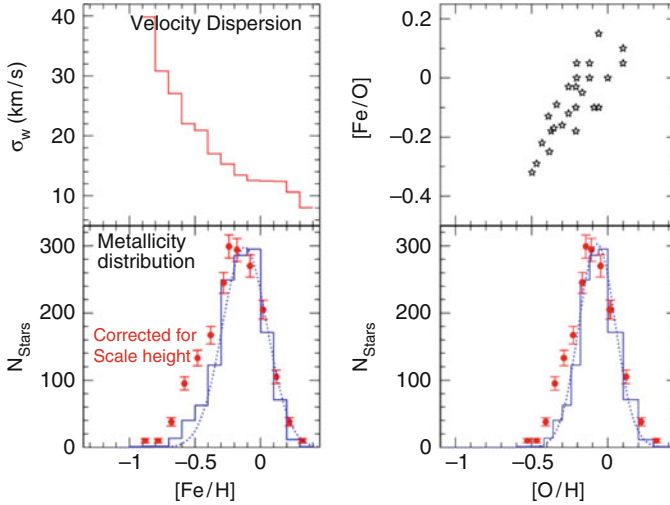 Velocity Dispersion
σw (km/s)
40
30
20
10
[Fe/O]
0.2
0
−0.2
−0.4
Metallicity
distribution
Corrected for
Scale height
NStars
300
200
100
0
−1
−0.5
0
[Fe/H]
NStars
300
200
100
0
−1
−0.5
0
[O/H]